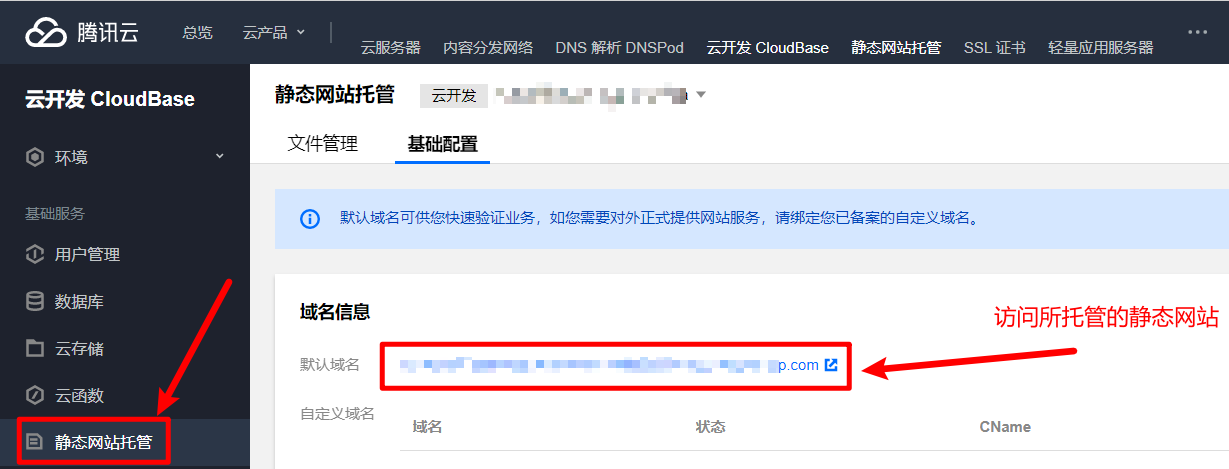 腾讯云 总览 云产品 云服务器 内容分发网络 DNS 解析 DNSPod 云开发 CloudBase 静态网站托管 SSL 证书 轻量应用服务器
云开发 CloudBase
环境
基础服务
用户管理
数据库
云存储
云函数
静态网站托管
静态网站托管 云开发
文件管理 基础配置
默认域名可供您快速验证业务，如您需要对外正式提供网站服务，请绑定您已备案的自定义域名。
域名信息
访问所托管的静态网站
默认域名 p.com
自定义域名
域名 状态 CName